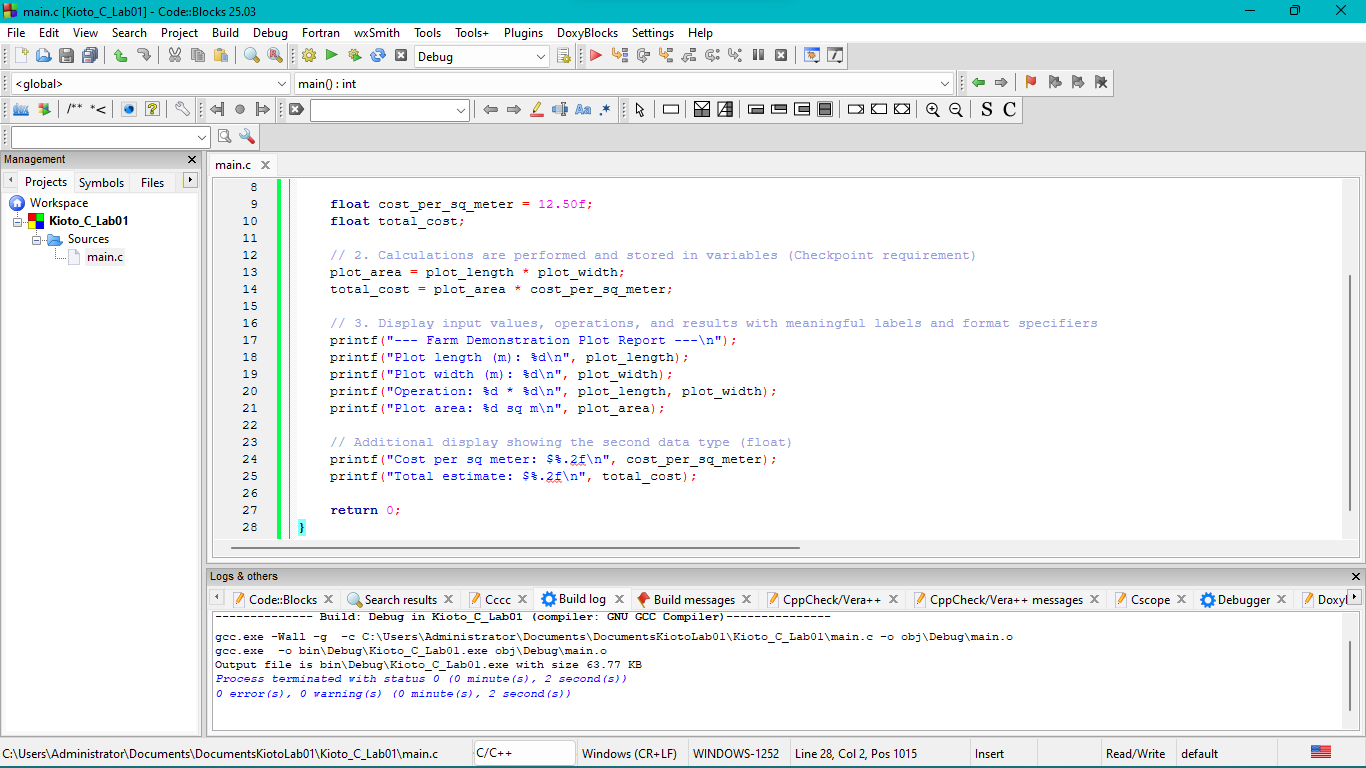 main.c [Kioto_C_Lab01] - Code::Blocks 25.03
File Edit View Search Project Build Debug Fortran wxSmith Tools Tools+ Plugins DoxyBlocks Settings Help
Debug
<global>
main() : int
/** *<
Aa .*
S C
Management
main.c
Projects Symbols Files
Workspace
Kioto_C_Lab01
Sources
main.c
8
9 float cost_per_sq_meter = 12.50f;
10 float total_cost;
11
12 // 2. Calculations are performed and stored in variables (Checkpoint requirement)
13 plot_area = plot_length * plot_width;
14 total_cost = plot_area * cost_per_sq_meter;
15
16 // 3. Display input values, operations, and results with meaningful labels and format specifiers
17 printf("--- Farm Demonstration Plot Report ---\n");
18 printf("Plot length (m): %d\n", plot_length);
19 printf("Plot width (m): %d\n", plot_width);
20 printf("Operation: %d * %d\n", plot_length, plot_width);
21 printf("Plot area: %d sq m\n", plot_area);
22
23 // Additional display showing the second data type (float)
24 printf("Cost per sq meter: $%.2f\n", cost_per_sq_meter);
25 printf("Total estimate: $%.2f\n", total_cost);
26
27 return 0;
28 }
Logs & others
Code::Blocks Search results Cccc Build log Build messages CppCheck/Vera++ CppCheck/Vera++ messages Cscope Debugger Doxyl
-------------- Build: Debug in Kioto_C_Lab01 (compiler: GNU GCC Compiler)---------------
gcc.exe -Wall -g -c C:\Users\Administrator\Documents\DocumentsKiotoLab01\Kioto_C_Lab01\main.c -o obj\Debug\main.o
gcc.exe -o bin\Debug\Kioto_C_Lab01.exe obj\Debug\main.o
Output file is bin\Debug\Kioto_C_Lab01.exe with size 63.77 KB
Process terminated with status 0 (0 minute(s), 2 second(s))
0 error(s), 0 warning(s) (0 minute(s), 2 second(s))
C:\Users\Administrator\Documents\DocumentsKiotoLab01\Kioto_C_Lab01\main.c C/C++ Windows (CR+LF) WINDOWS-1252 Line 28, Col 2, Pos 1015 Insert Read/Write default